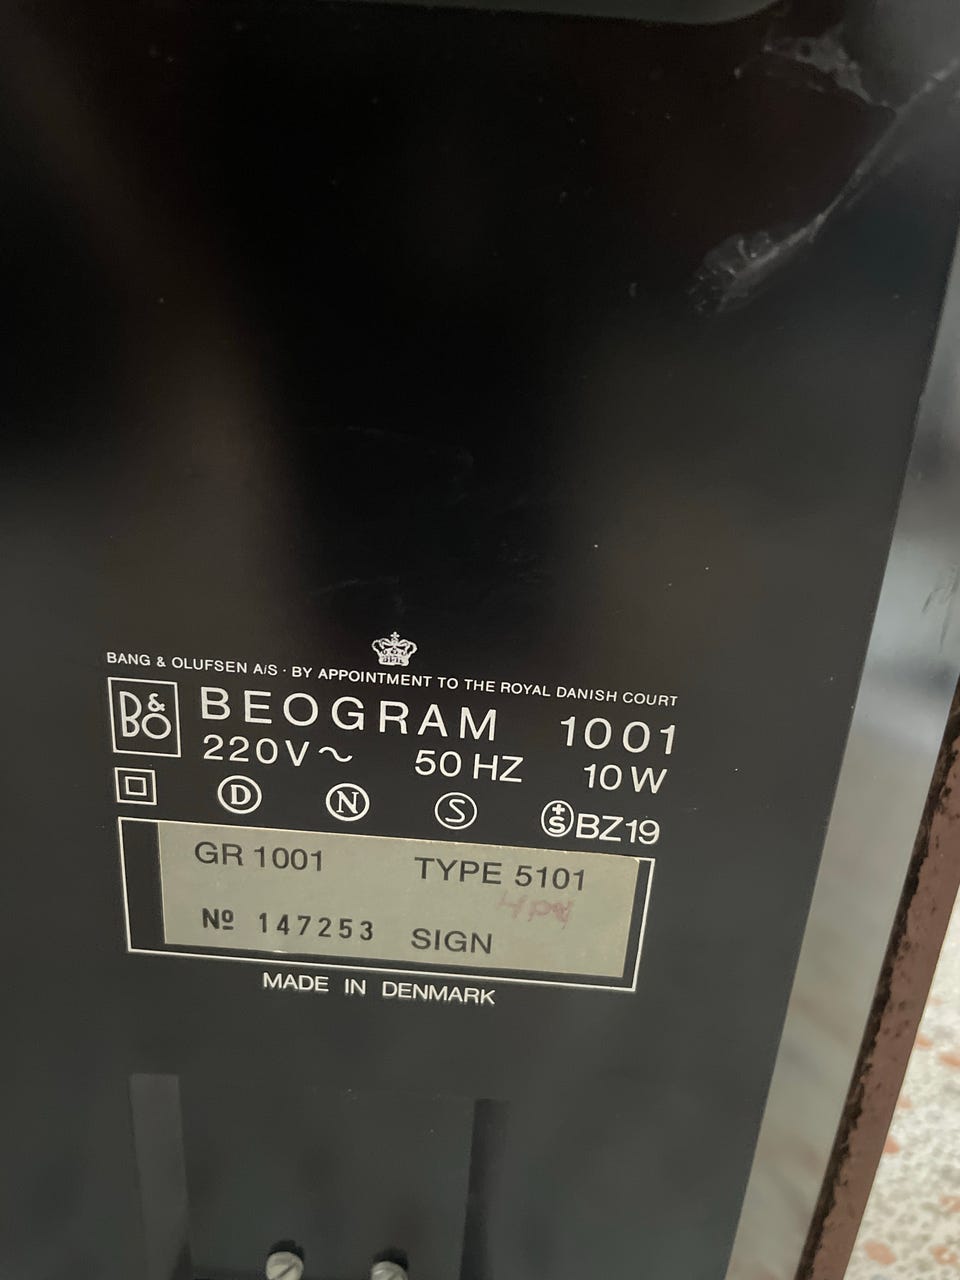 BANG & OLUFSEN A/S · BY APPOINTMENT TO THE ROYAL DANISH COURT
B&O BEOGRAM 1001
220V~ 50 HZ 10W
D N S +S BZ19
GR 1001 TYPE 5101
Nº 147253 SIGN
MADE IN DENMARK